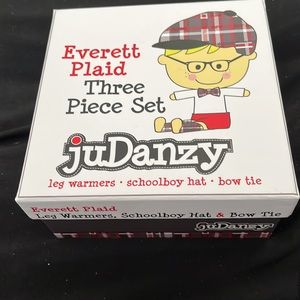 Everett
Plaid
Three
Piece Set
juDanzy
leg warmers · schoolboy hat · bow tie
Everett Plaid
Leg Warmers, Schoolboy Hat & Bow Tie
juDanzy